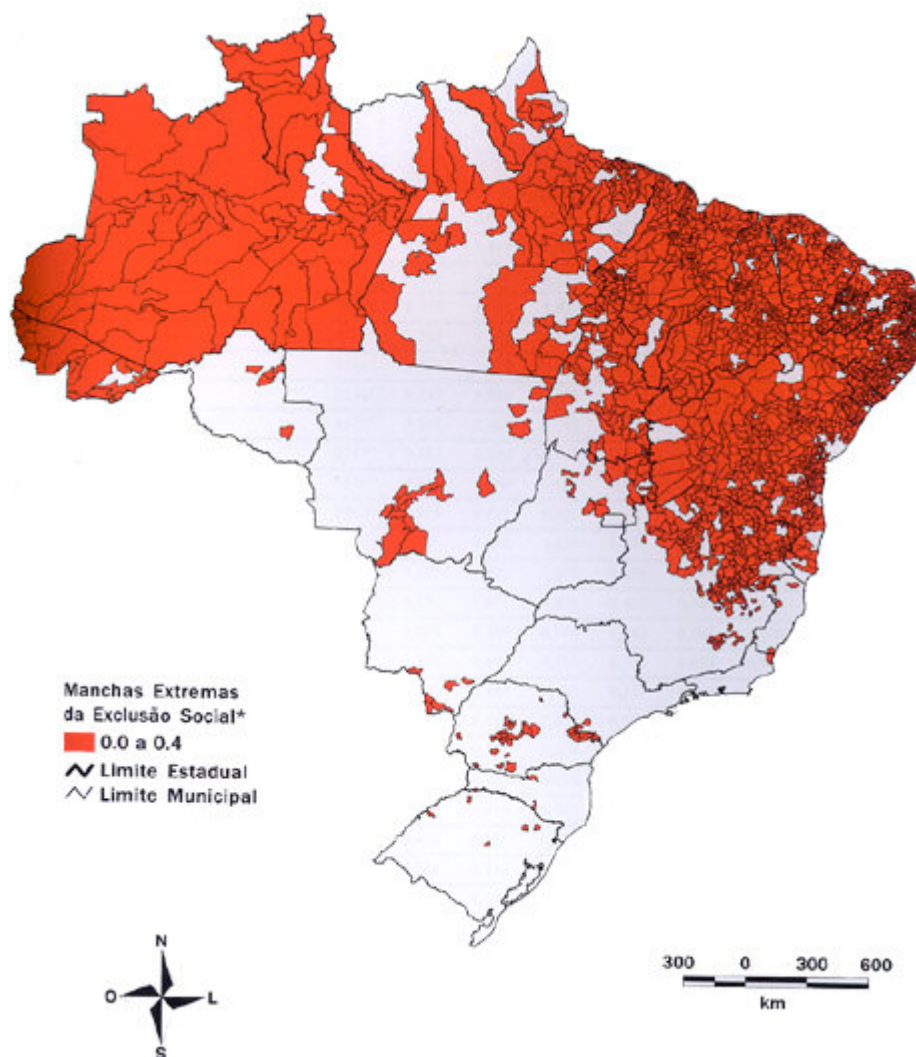 Manchas Extremas
da Exclusão Social*
0.0 a 0.4
Limite Estadual
Limite Municipal
N
O
L
S
300 0 300 600
km